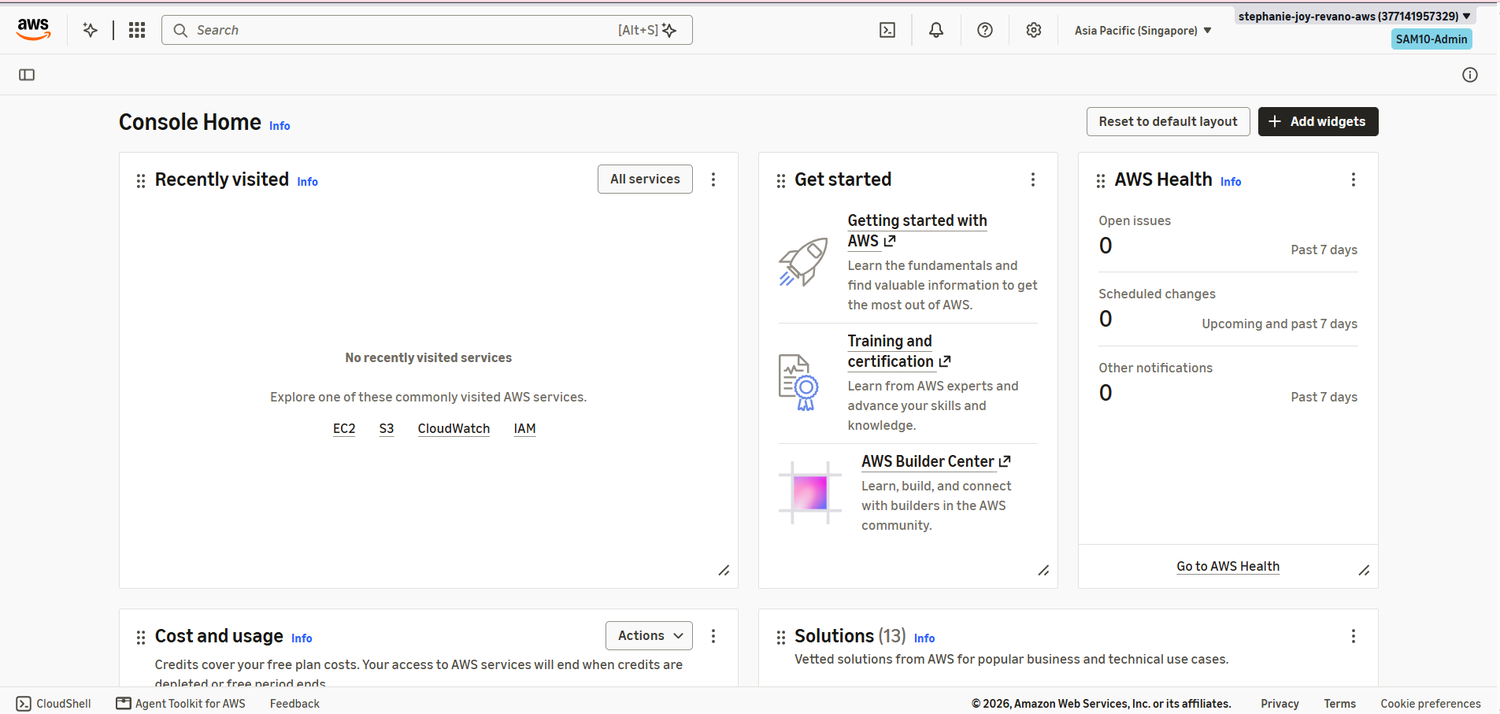 aws
Search
[Alt+S]
Asia Pacific (Singapore)
stephanie-joy-revano-aws (377141957329)
SAM10-Admin
Console Home Info
Reset to default layout
Add widgets
Recently visited Info
All services
No recently visited services
Explore one of these commonly visited AWS services.
EC2 S3 CloudWatch IAM
Get started
Getting started with
AWS
Learn the fundamentals and
find valuable information to get
the most out of AWS.
Training and
certification
Learn from AWS experts and
advance your skills and
knowledge.
AWS Builder Center
Learn, build, and connect
with builders in the AWS
community.
AWS Health Info
Open issues
0 Past 7 days
Scheduled changes
0 Upcoming and past 7 days
Other notifications
0 Past 7 days
Go to AWS Health
Cost and usage Info
Actions
Credits cover your free plan costs. Your access to AWS services will end when credits are
depleted or free period ends.
Solutions (13) Info
Vetted solutions from AWS for popular business and technical use cases.
CloudShell Agent Toolkit for AWS Feedback
© 2026, Amazon Web Services, Inc. or its affiliates. Privacy Terms Cookie preferences